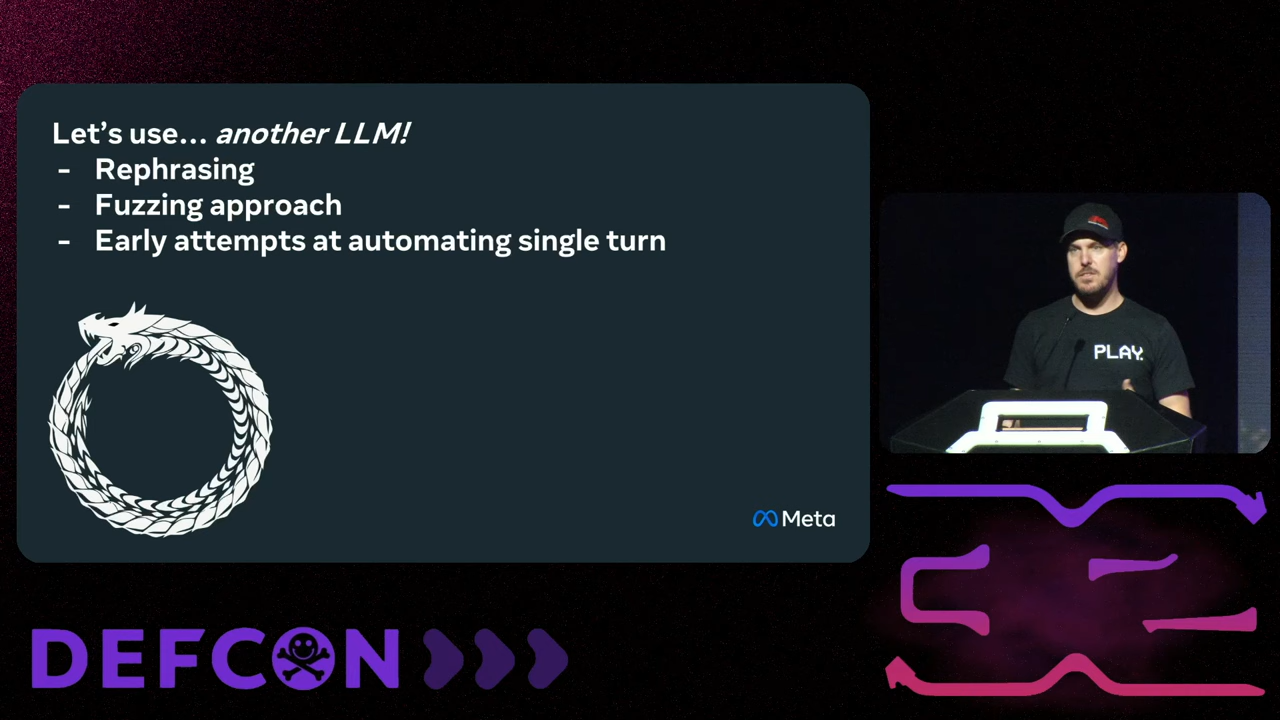 Let's use... another LLM!
- Rephrasing
- Fuzzing approach
- Early attempts at automating single turn
Meta
PLAY.
DEFCON